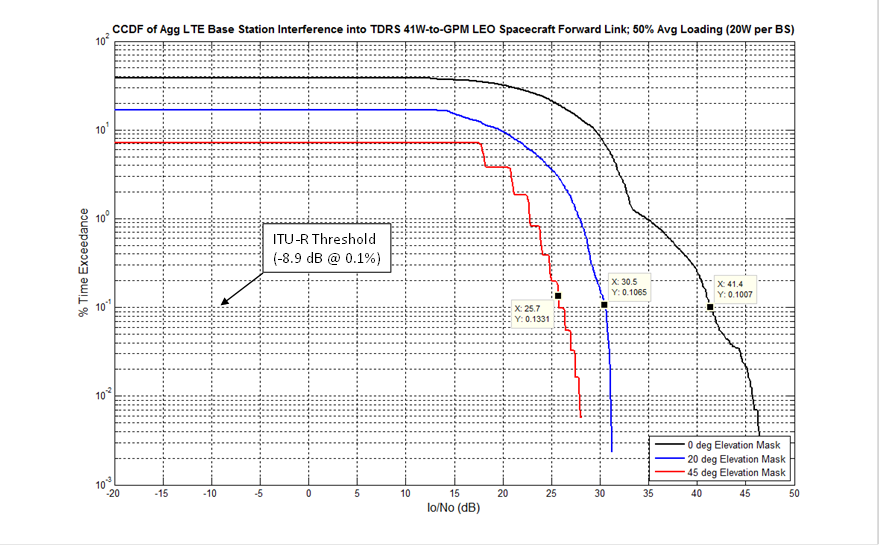 CCDF of Agg LTE Base Station Interference into TDRS 41W-to-GPM LEO Spacecraft Forward Link; 50% Avg Loading (20W per BS)
10^2
10^1
10^0
10^-1
10^-2
10^-3
% Time Exceedance
ITU-R Threshold
(-8.9 dB @ 0.1%)
X: 25.7
Y: 0.1331
X: 30.5
Y: 0.1065
X: 41.4
Y: 0.1007
0 deg Elevation Mask
20 deg Elevation Mask
45 deg Elevation Mask
-20 -15 -10 -5 0 5 10 15 20 25 30 35 40 45 50
Io/No (dB)